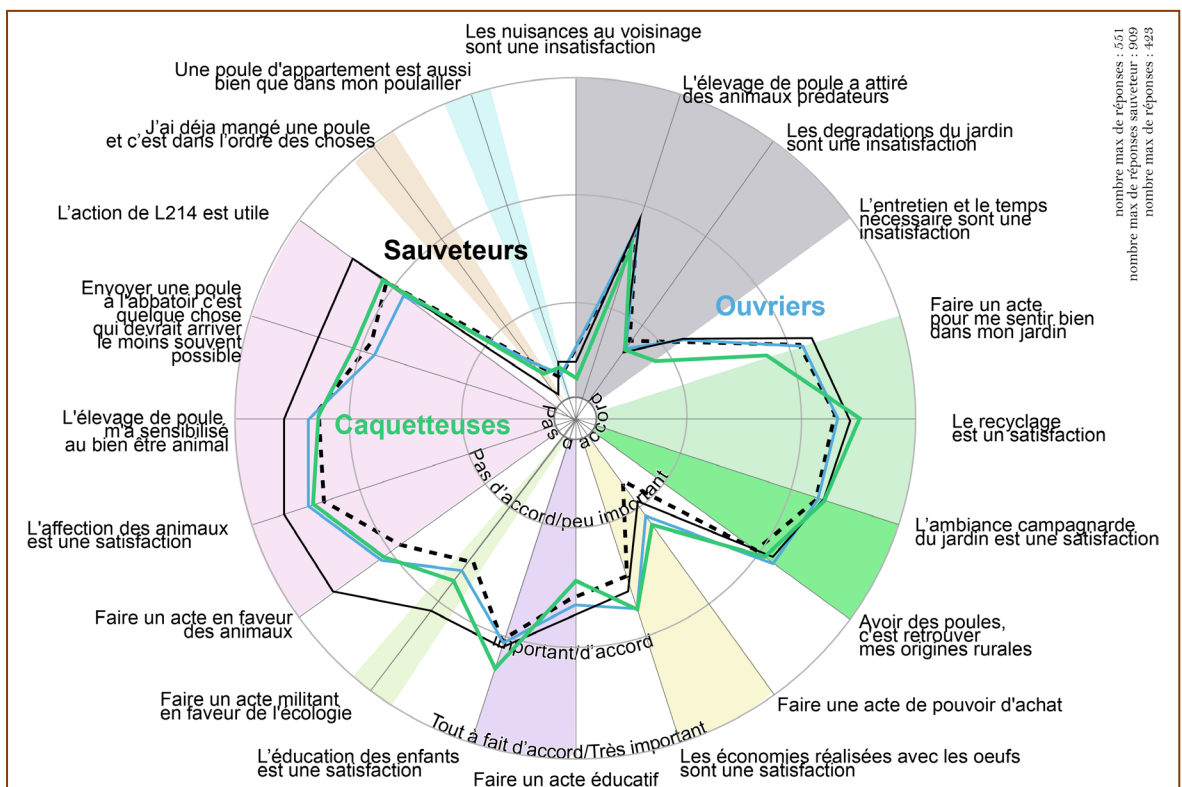 Les nuisances au voisinage
sont une insatisfaction
L'élevage de poule a attiré
des animaux prédateurs
Les degradations du jardin
sont une insatisfaction
L'entretien et le temps
nécessaire sont une
insatisfaction
Faire un acte
pour me sentir bien
dans mon jardin
Le recyclage
est un satisfaction
L'ambiance campagnarde
du jardin est une satisfaction
Avoir des poules,
c'est retrouver
mes origines rurales
Faire une acte de pouvoir d'achat
Les économies réalisées avec les oeufs
sont une satisfaction
Faire un acte éducatif
L'éducation des enfants
est une satisfaction
Faire un acte militant
en faveur de l'écologie
Faire un acte en faveur
des animaux
L'affection des animaux
est une satisfaction
L'élevage de poule
m'a sensibilisé
au bien être animal
Envoyer une poule
à l'abbatoir c'est
quelque chose
qui devrait arriver
le moins souvent
possible
L'action de L214 est utile
J'ai déja mangé une poule
et c'est dans l'ordre des choses
Une poule d'appartement est aussi
bien que dans mon poulailler
Sauveteurs
Ouvriers
Caquetteuses
Pas d'accord
Pas d'accord/peu important
Important/d'accord
Tout à fait d'accord/Très important
nombre max de réponses : 551
nombre max de réponses sauveteur : 909
nombre max de réponses : 423